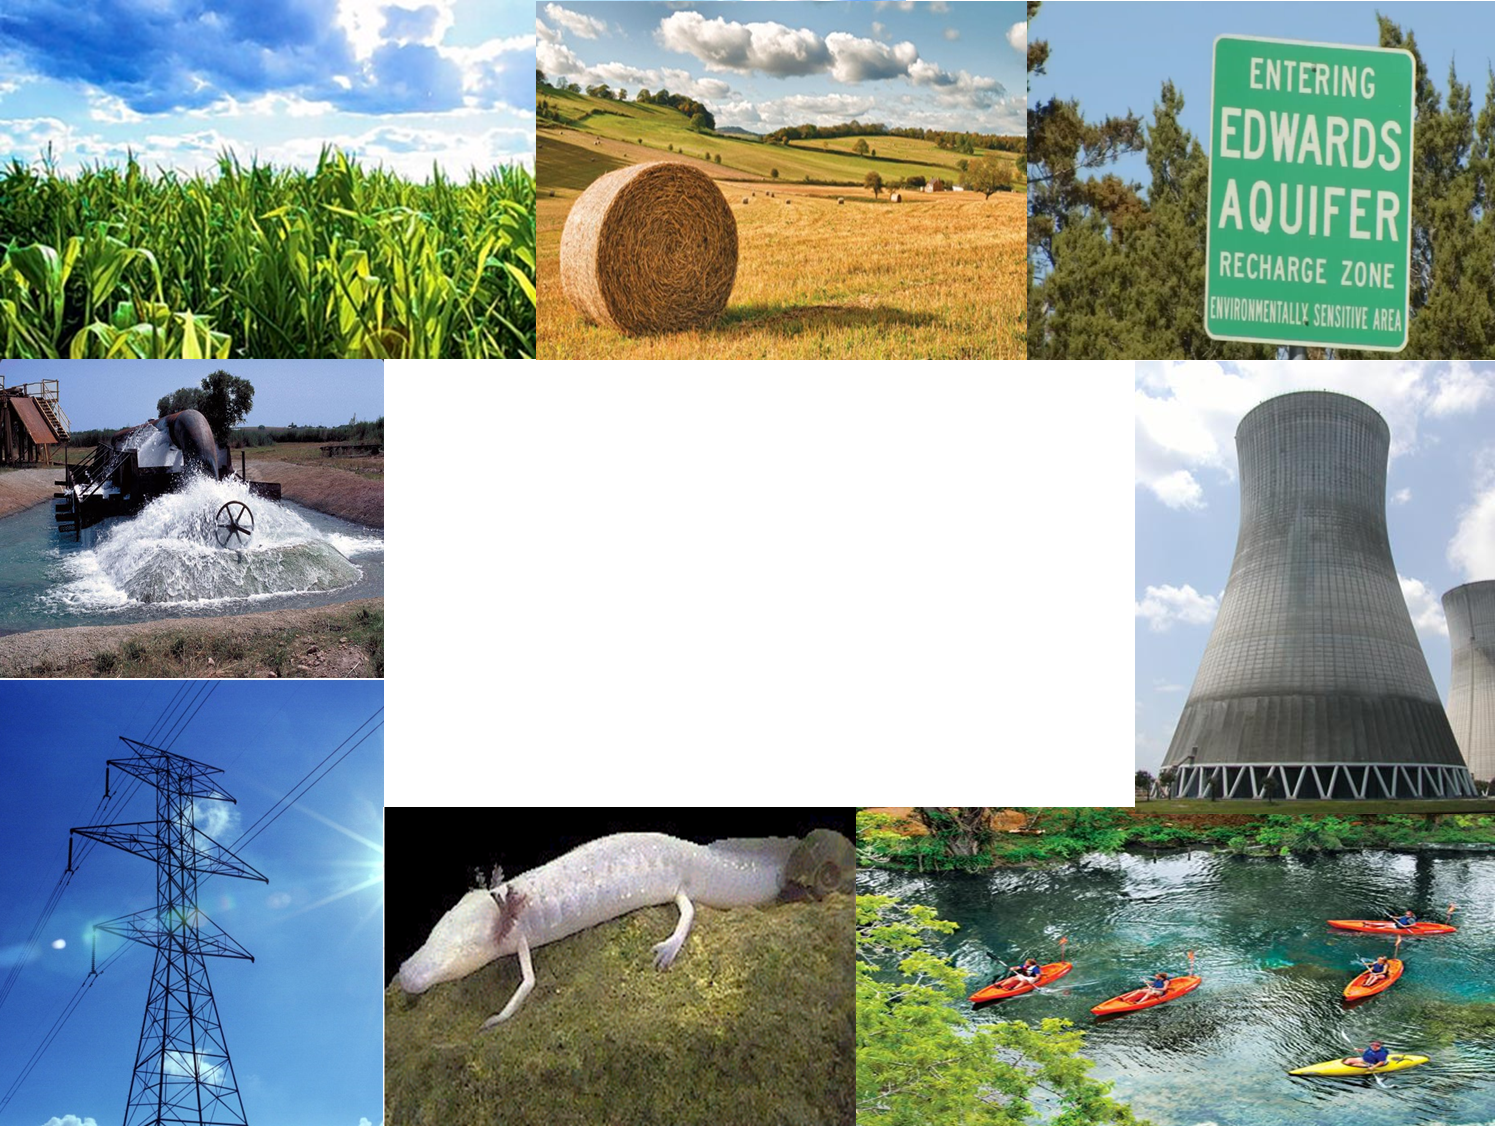 ENTERING
EDWARDS
AQUIFER
RECHARGE ZONE
ENVIRONMENTALLY SENSITIVE AREA